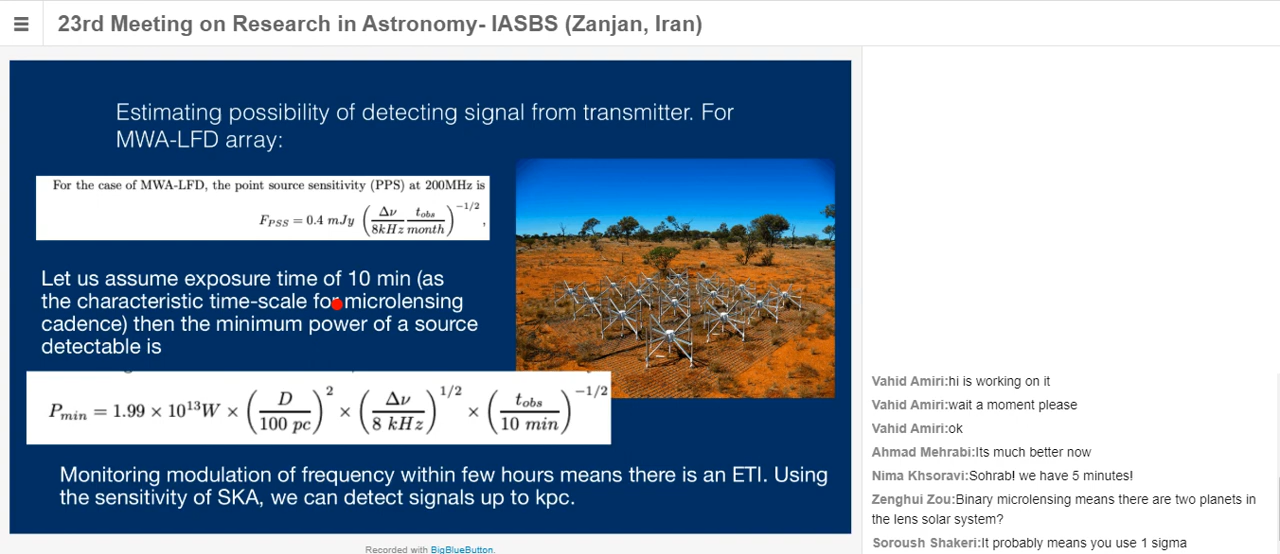 23rd Meeting on Research in Astronomy- IASBS (Zanjan, Iran)
Estimating possibility of detecting signal from transmitter. For
MWA-LFD array:
For the case of MWA-LFD, the point source sensitivity (PPS) at 200MHz is
F_{PSS} = 0.4 mJy (Δν/8kHz t_{obs}/month)^{-1/2},
Let us assume exposure time of 10 min (as
the characteristic time-scale for microlensing
cadence) then the minimum power of a source
detectable is
P_{min} = 1.99 × 10^{13}W × (D/100 pc)^{2} × (Δν/8 kHz)^{1/2} × (t_{obs}/10 min)^{-1/2}
Monitoring modulation of frequency within few hours means there is an ETI. Using
the sensitivity of SKA, we can detect signals up to kpc.
Recorded with BigBlueButton.
Vahid Amiri:hi is working on it
Vahid Amiri:wait a moment please
Vahid Amiri:ok
Ahmad Mehrabi:Its much better now
Nima Khsoravi:Sohrab! we have 5 minutes!
Zenghui Zou:Binary microlensing means there are two planets in
the lens solar system?
Soroush Shakeri:It probably means you use 1 sigma